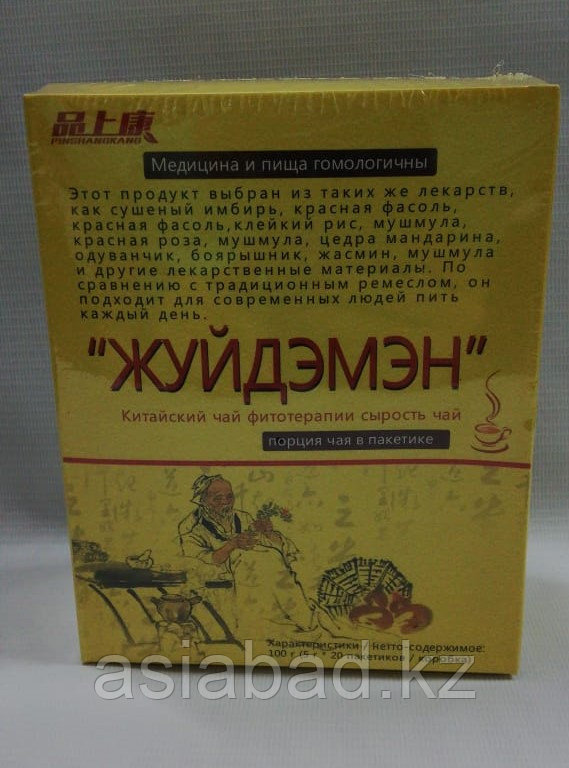 品上康
PINSHANGKANG
Медицина и пища гомологичны
Этот продукт выбран из таких же лекарств,
как сушеный имбирь, красная фасоль,
красная фасоль,клейкий рис, мушмула,
красная роза, мушмула, цедра мандарина,
одуванчик, боярышник, жасмин, мушмула
и другие лекарственные материалы. По
сравнению с традиционным ремеслом, он
подходит для современных людей пить
каждый день.
“ЖУЙДЭМЭН”
Китайский чай фитотерапии сырость чай
порция чая в пакетике
Характеристики / нетто-содержимое:
100 г (5 г * 20 пакетиков / коробка)
asiabad.kz